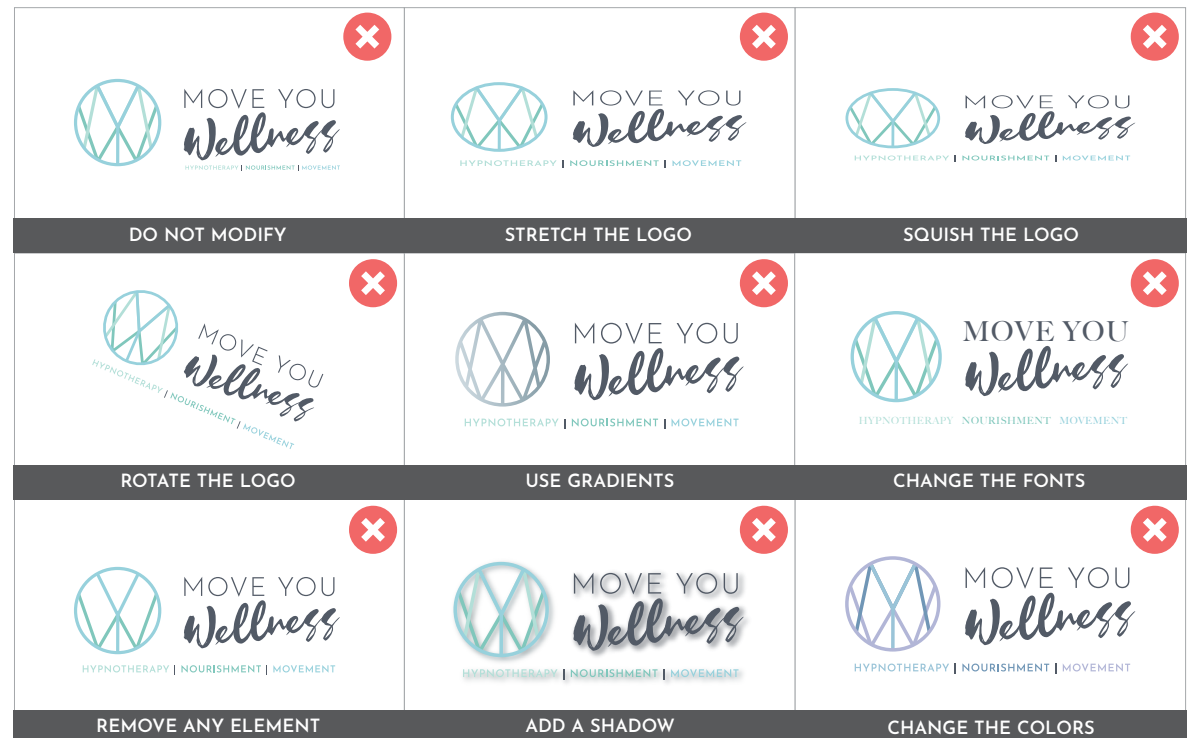 MOVE YOU
Wellness
HYPNOTHERAPY | NOURISHMENT | MOVEMENT
DO NOT MODIFY
MOVE YOU
Wellness
HYPNOTHERAPY | NOURISHMENT | MOVEMENT
STRETCH THE LOGO
MOVE YOU
Wellness
HYPNOTHERAPY | NOURISHMENT | MOVEMENT
SQUISH THE LOGO
MOVE YOU
Wellness
HYPNOTHERAPY | NOURISHMENT | MOVEMENT
ROTATE THE LOGO
MOVE YOU
Wellness
HYPNOTHERAPY | NOURISHMENT | MOVEMENT
USE GRADIENTS
MOVE YOU
Wellness
HYPNOTHERAPY NOURISHMENT MOVEMENT
CHANGE THE FONTS
MOVE YOU
Wellness
HYPNOTHERAPY | NOURISHMENT | MOVEMENT
REMOVE ANY ELEMENT
MOVE YOU
Wellness
HYPNOTHERAPY | NOURISHMENT | MOVEMENT
ADD A SHADOW
MOVE YOU
Wellness
HYPNOTHERAPY | NOURISHMENT | MOVEMENT
CHANGE THE COLORS